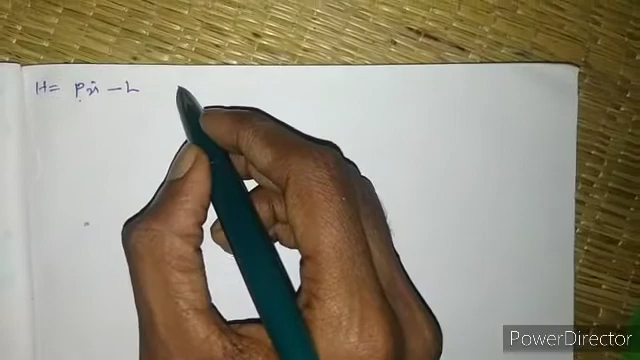 H = pẋ - L
PowerDirector